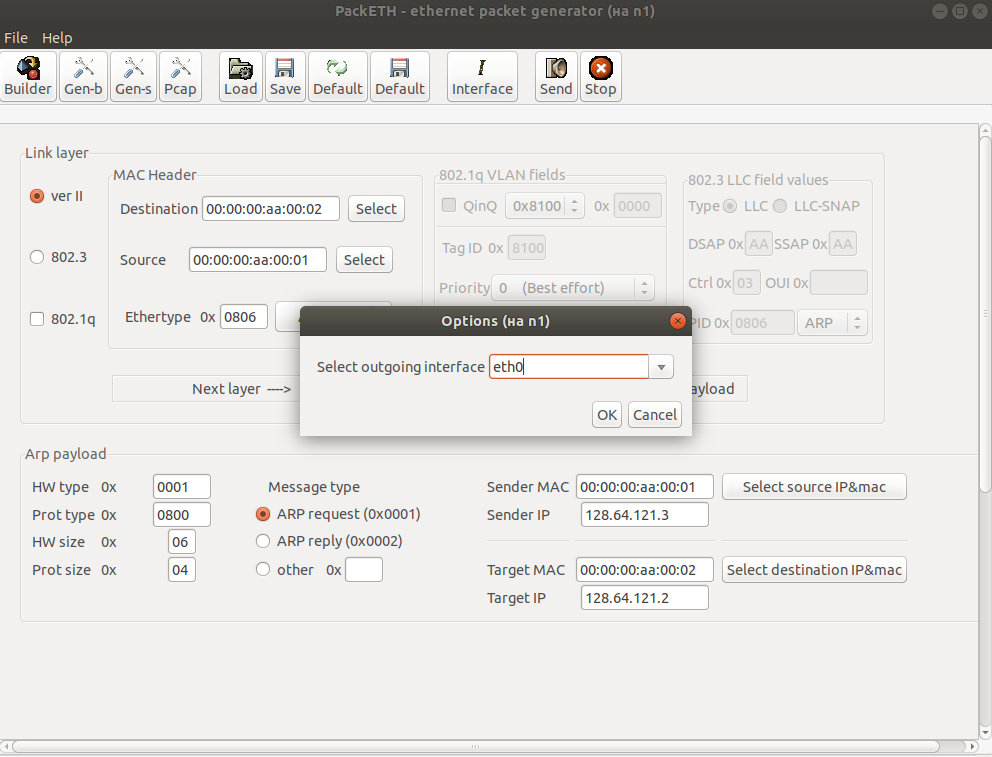 PackETH - ethernet packet generator (на n1)
File Help
Builder Gen-b Gen-s Pcap Load Save Default Default Interface Send Stop
Link layer
ver II
802.3
802.1q
MAC Header
Destination 00:00:00:aa:00:02 Select
Source 00:00:00:aa:00:01 Select
Ethertype 0x 0806
802.1q VLAN fields
QinQ 0x8100 0x 0000
Tag ID 0x 8100
Priority 0 (Best effort)
802.3 LLC field values
Type LLC LLC-SNAP
DSAP 0x AA SSAP 0x AA
Ctrl 0x 03 OUI 0x
PID 0x 0806 ARP
Next layer ---->
ayload
Options (на n1)
Select outgoing interface eth0
OK Cancel
Arp payload
HW type 0x 0001
Prot type 0x 0800
HW size 0x 06
Prot size 0x 04
Message type
ARP request (0x0001)
ARP reply (0x0002)
other 0x
Sender MAC 00:00:00:aa:00:01 Select source IP&mac
Sender IP 128.64.121.3
Target MAC 00:00:00:aa:00:02 Select destination IP&mac
Target IP 128.64.121.2